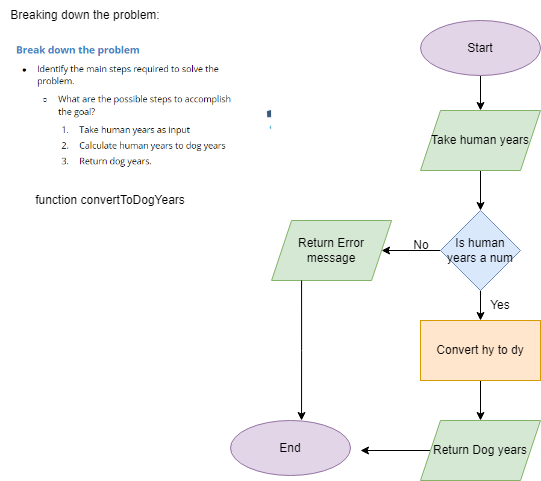 Breaking down the problem:
Break down the problem
• Identify the main steps required to solve the
problem.
○ What are the possible steps to accomplish
the goal?
1. Take human years as input
2. Calculate human years to dog years
3. Return dog years.
function convertToDogYears
Start
Take human years
Is human
years a num
No
Return Error
message
Yes
Convert hy to dy
Return Dog years
End